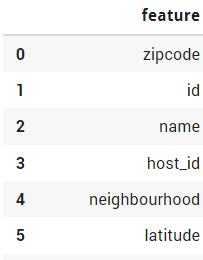 feature
0 zipcode
1 id
2 name
3 host_id
4 neighbourhood
5 latitude